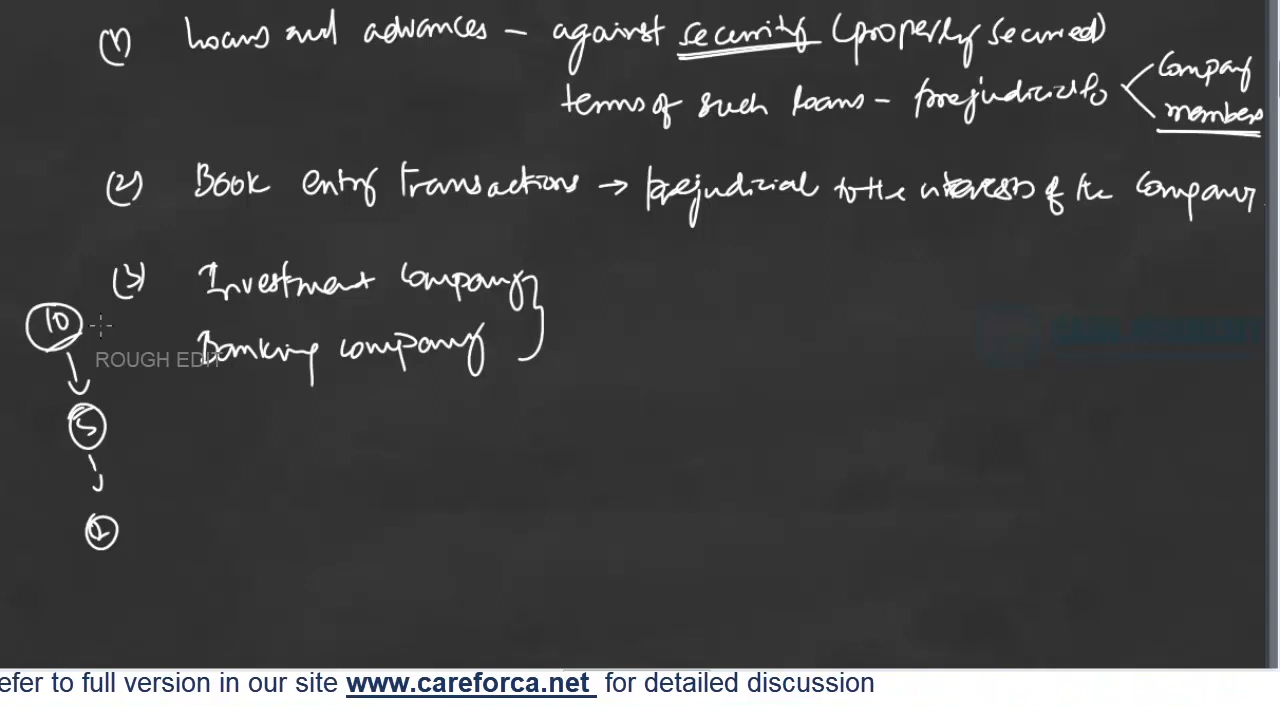 (1) Loans and advances – against security (properly secured)
terms of such loans – prejudicial to
company
members
(2) Book entry transactions → prejudicial to the interests of the company.
(3) Investment company
10
Banking company
ROUGH EDIT
5
2
efer to full version in our site www.careforca.net for detailed discussion